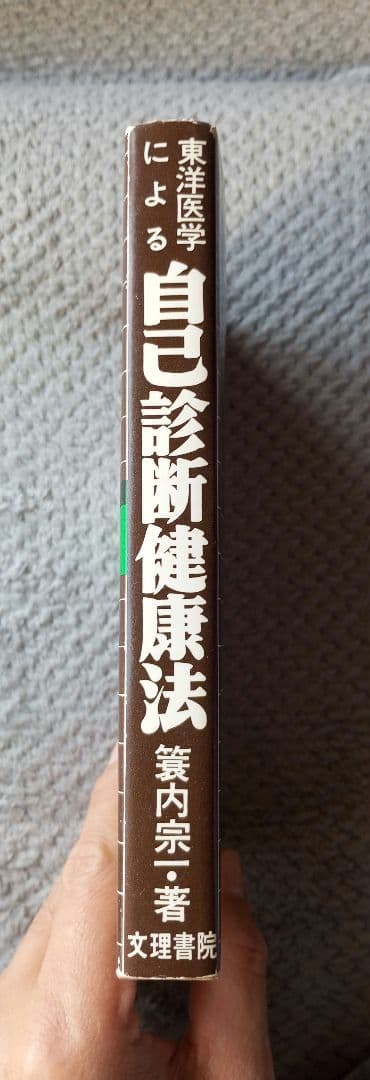 東洋医学
による
自己診断健康法
簑内宗一・著
文理書院